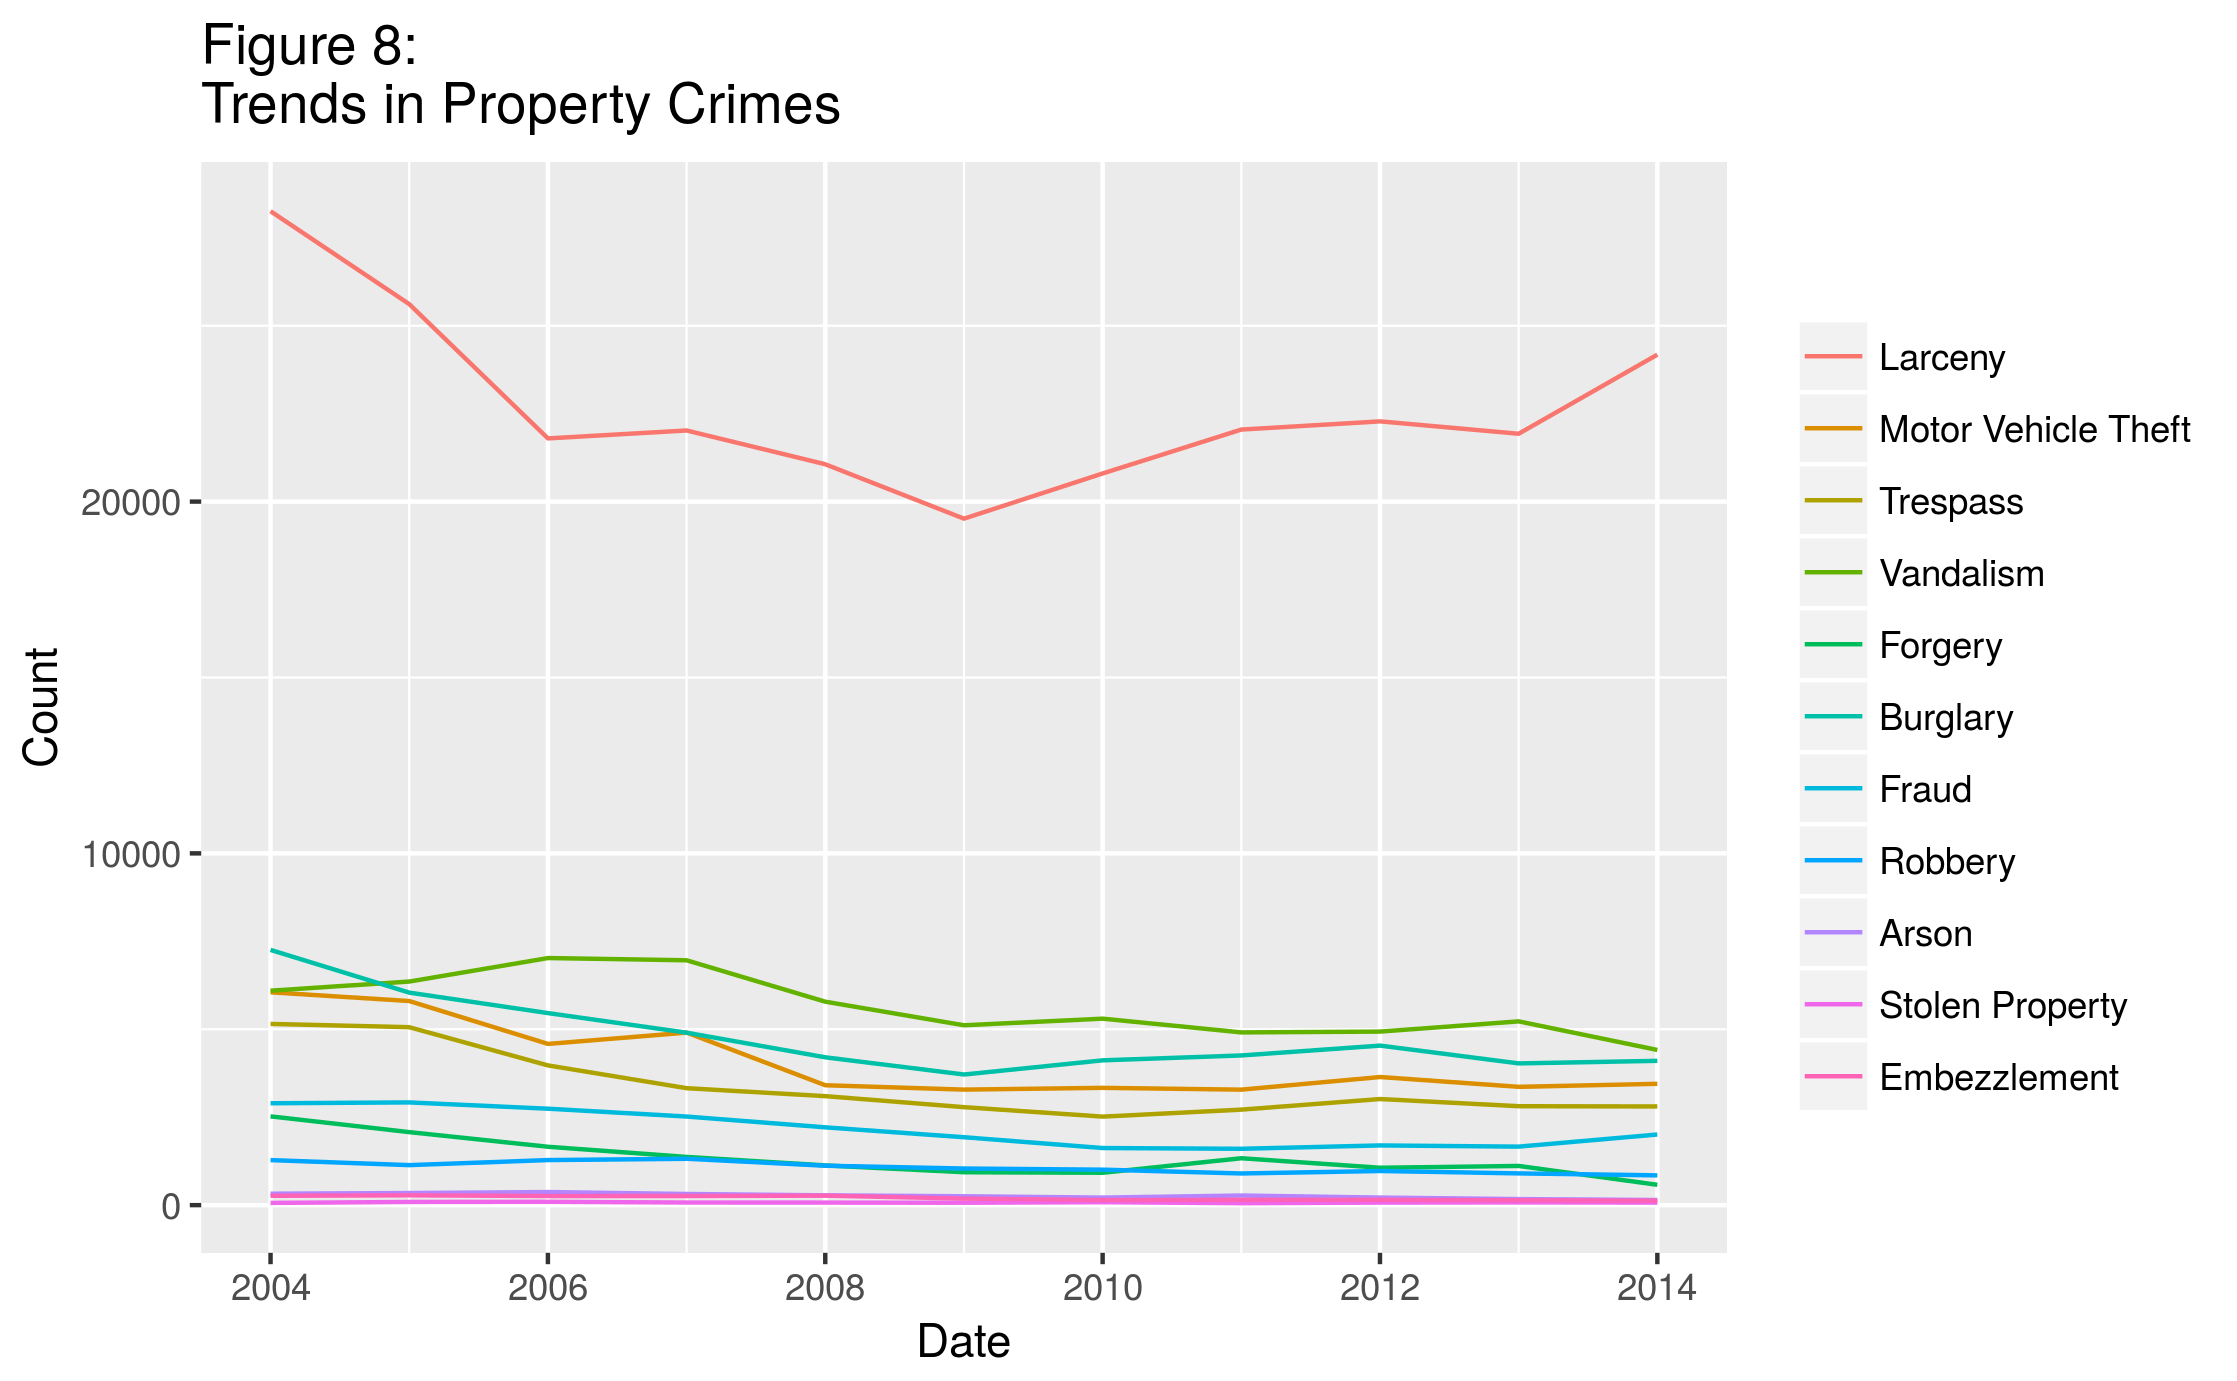 Figure 8:
Trends in Property Crimes
Count
20000
10000
0
2004 2006 2008 2010 2012 2014
Date
Larceny
Motor Vehicle Theft
Trespass
Vandalism
Forgery
Burglary
Fraud
Robbery
Arson
Stolen Property
Embezzlement